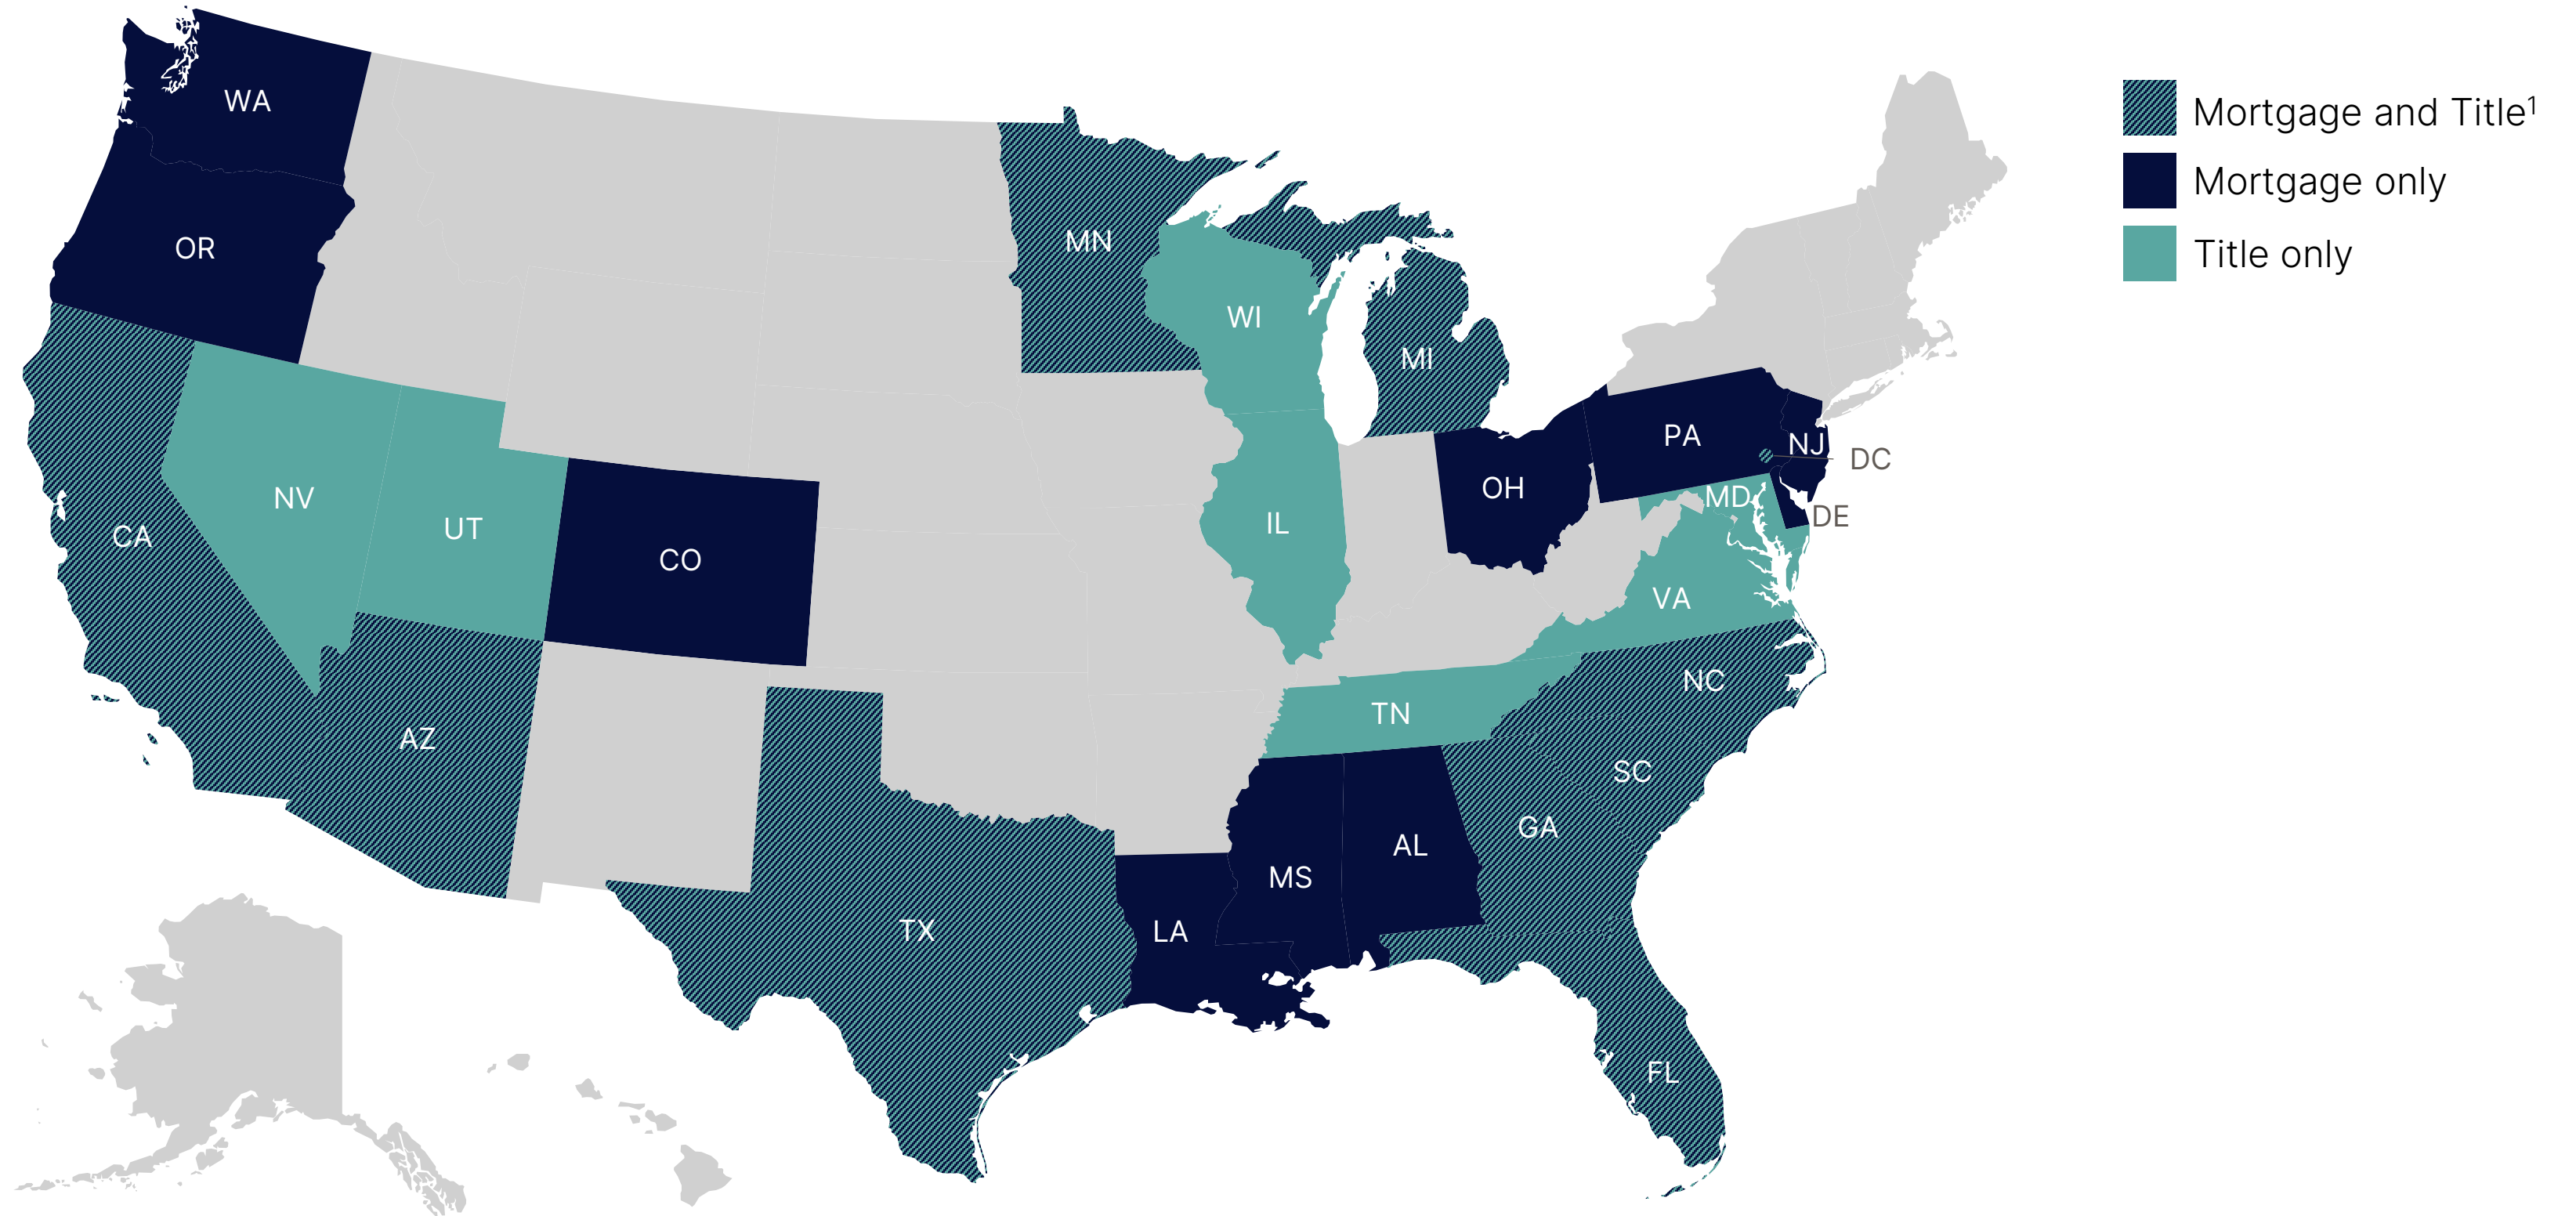 Mortgage and Title¹
Mortgage only
Title only
WA
OR
MN
WI
MI
CA
NV
UT
CO
IL
OH
PA
NJ
DC
MD
DE
VA
NC
TN
SC
AZ
GA
AL
MS
TX
LA
FL